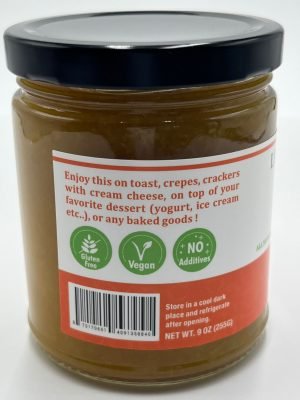 Enjoy this on toast, crepes, crackers
with cream cheese, on top of your
favorite dessert (yogurt, ice cream
etc..), or any baked goods !
Gluten
Free
Vegan
NO
Additives
Store in a cool dark
place and refrigerate
after opening.
NET WT. 9 OZ (255G)